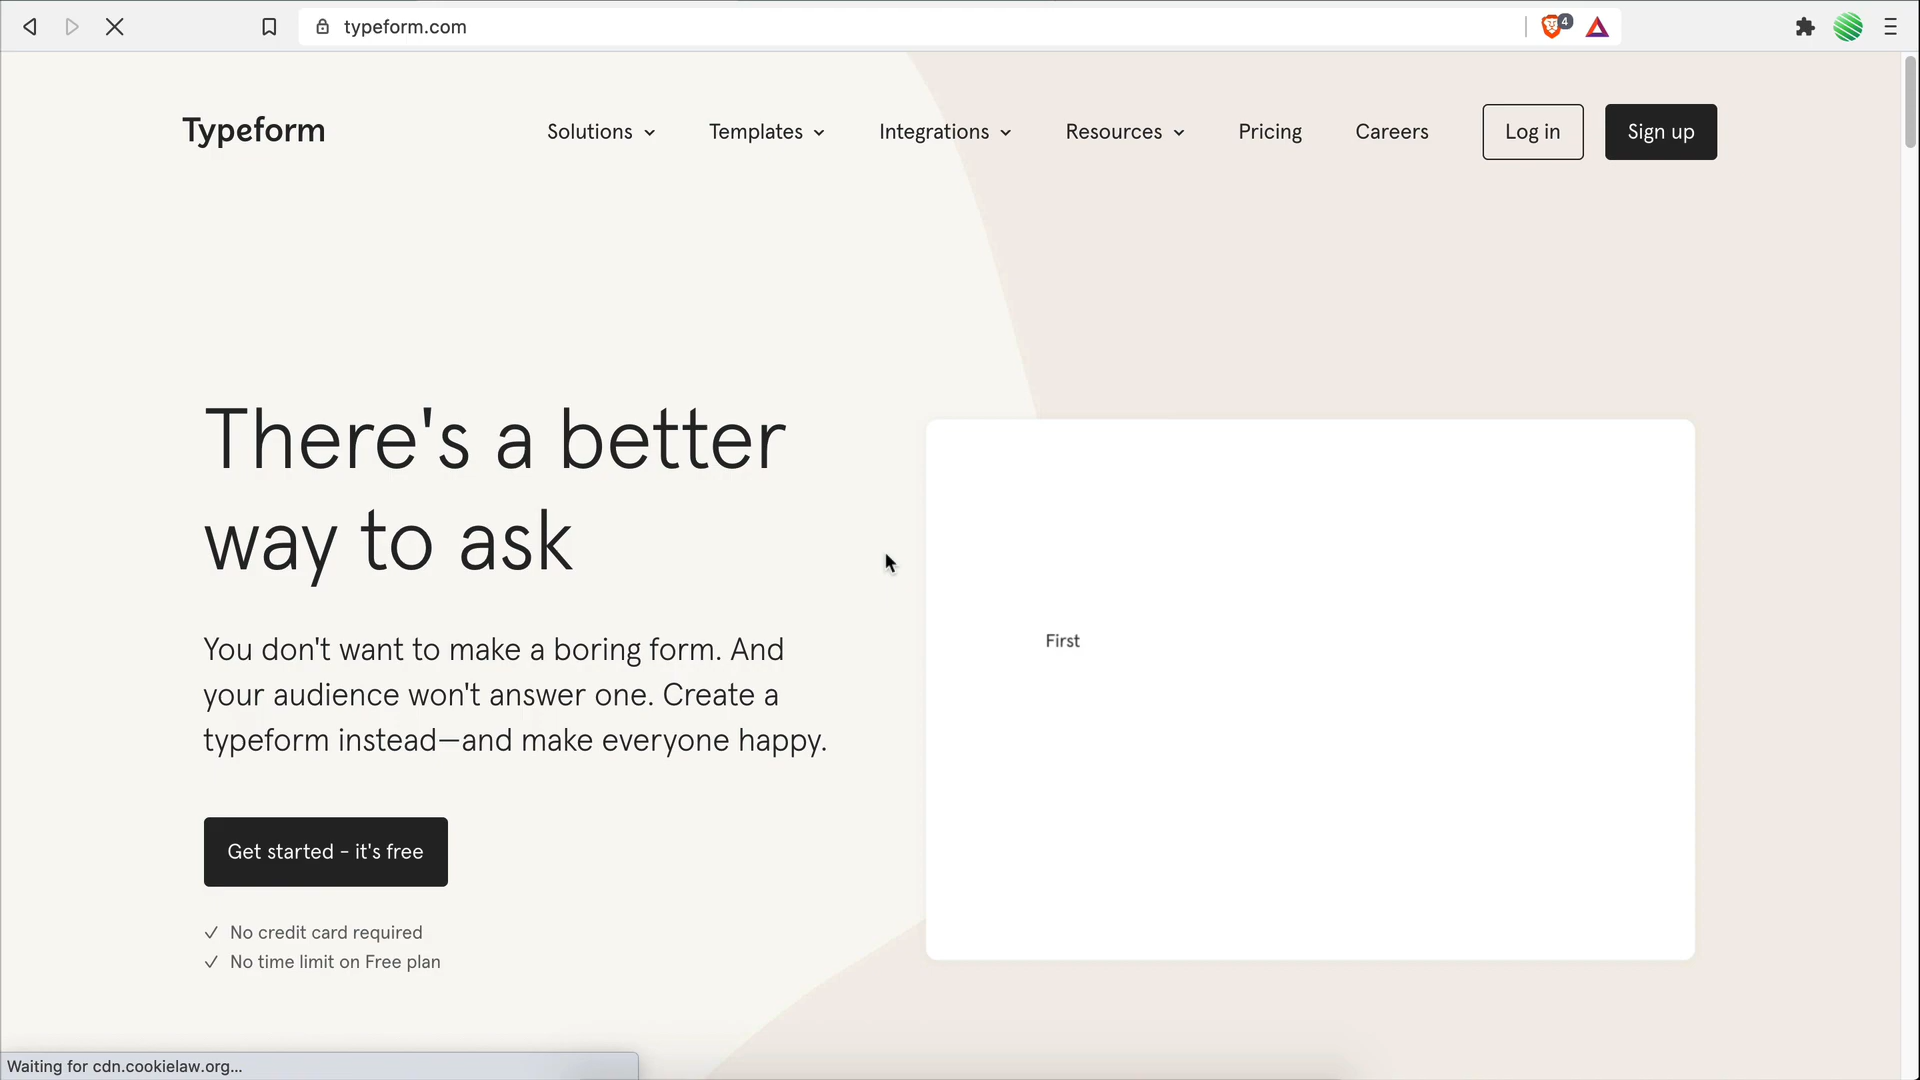 typeform.com
4
Typeform
Solutions
Templates
Integrations
Resources
Pricing
Careers
Log in
Sign up
There's a better
way to ask
You don't want to make a boring form. And
your audience won't answer one. Create a
typeform instead—and make everyone happy.
Get started - it's free
No credit card required
No time limit on Free plan
First
Waiting for cdn.cookielaw.org...